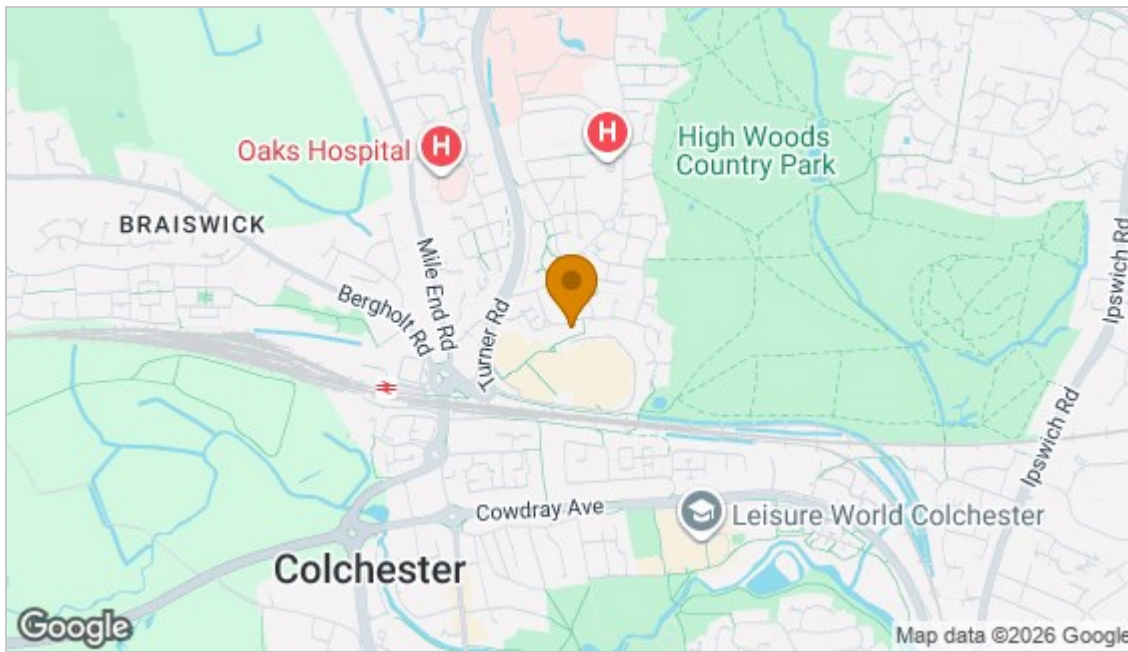 Oaks Hospital
H
H
High Woods
Country Park
BRAISWICK
Mile End Rd
Bergholt Rd
Turner Rd
Ipswich Rd
Ipswich Rd
Cowdray Ave
Leisure World Colchester
Colchester
Google
Map data ©2026 Google